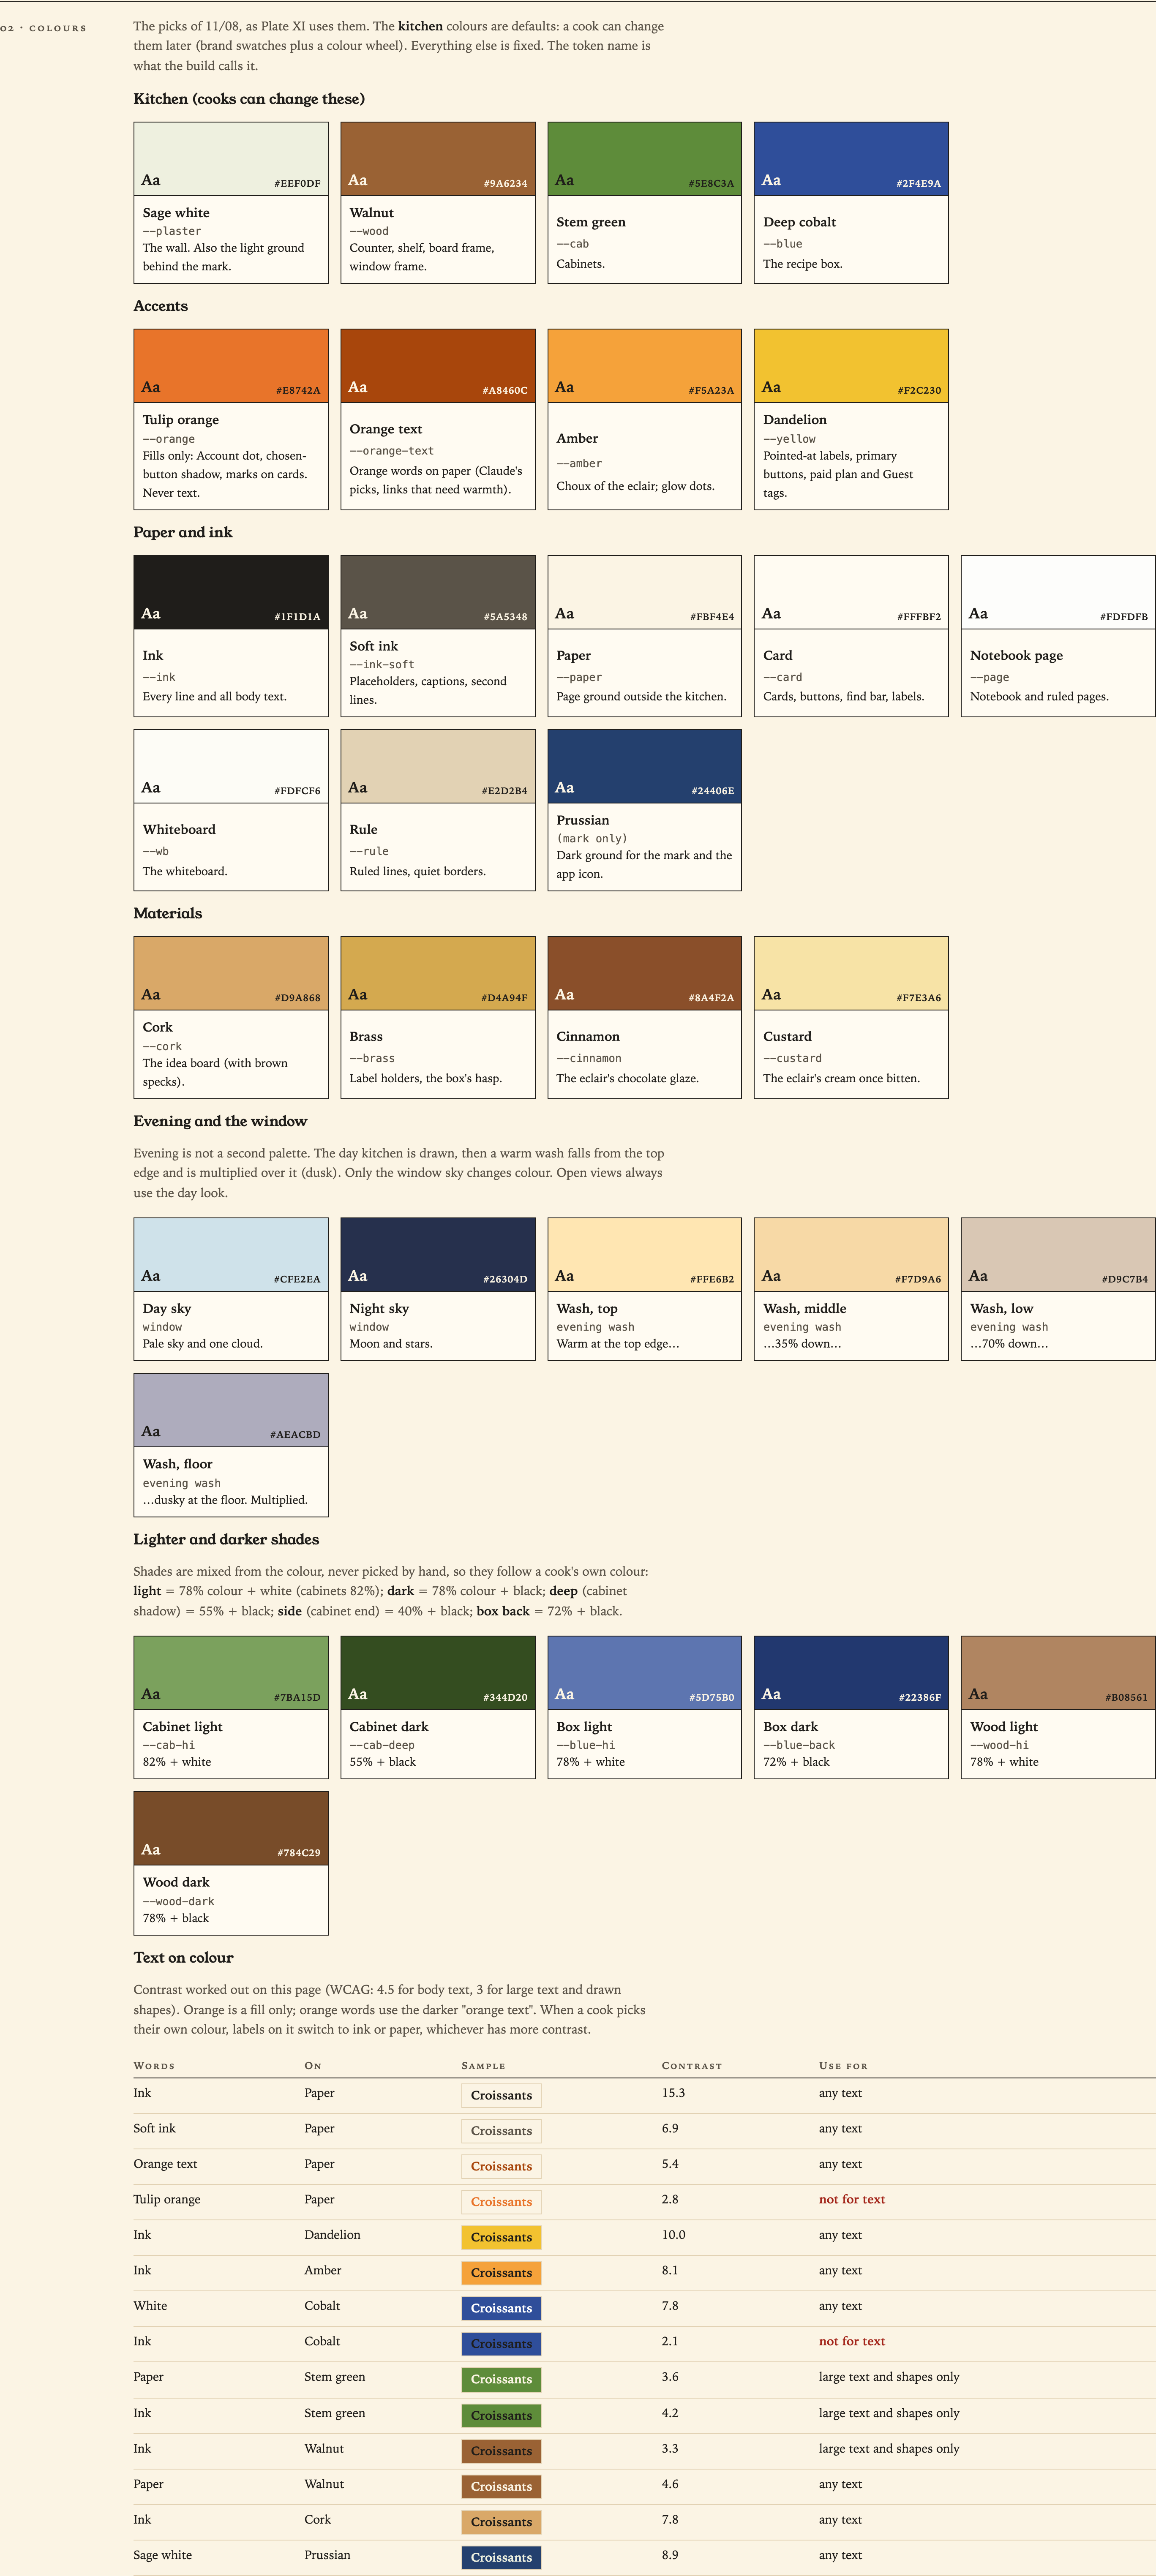 02 · COLOURS
The picks of 11/08, as Plate XI uses them. The kitchen colours are defaults: a cook can change
them later (brand swatches plus a colour wheel). Everything else is fixed. The token name is
what the build calls it.
Kitchen (cooks can change these)
Aa #EEF0DF
Sage white
--plaster
The wall. Also the light ground
behind the mark.
Aa #9A6234
Walnut
--wood
Counter, shelf, board frame,
window frame.
Aa #5E8C3A
Stem green
--cab
Cabinets.
Aa #2F4E9A
Deep cobalt
--blue
The recipe box.
Accents
Aa #E8742A
Tulip orange
--orange
Fills only: Account dot, chosen-
button shadow, marks on cards.
Never text.
Aa #A8460C
Orange text
--orange-text
Orange words on paper (Claude's
picks, links that need warmth).
Aa #F5A23A
Amber
--amber
Choux of the eclair; glow dots.
Aa #F2C230
Dandelion
--yellow
Pointed-at labels, primary
buttons, paid plan and Guest
tags.
Paper and ink
Aa #1F1D1A
Ink
--ink
Every line and all body text.
Aa #5A5348
Soft ink
--ink-soft
Placeholders, captions, second
lines.
Aa #FBF4E4
Paper
--paper
Page ground outside the kitchen.
Aa #FFFBF2
Card
--card
Cards, buttons, find bar, labels.
Aa #FDFDFB
Notebook page
--page
Notebook and ruled pages.
Aa #FDFCF6
Whiteboard
--wb
The whiteboard.
Aa #E2D2B4
Rule
--rule
Ruled lines, quiet borders.
Aa #24406E
Prussian
(mark only)
Dark ground for the mark and the
app icon.
Materials
Aa #D9A868
Cork
--cork
The idea board (with brown
specks).
Aa #D4A94F
Brass
--brass
Label holders, the box's hasp.
Aa #8A4F2A
Cinnamon
--cinnamon
The eclair's chocolate glaze.
Aa #F7E3A6
Custard
--custard
The eclair's cream once bitten.
Evening and the window
Evening is not a second palette. The day kitchen is drawn, then a warm wash falls from the top
edge and is multiplied over it (dusk). Only the window sky changes colour. Open views always
use the day look.
Aa #CFE2EA
Day sky
window
Pale sky and one cloud.
Aa #26304D
Night sky
window
Moon and stars.
Aa #FFE6B2
Wash, top
evening wash
Warm at the top edge…
Aa #F7D9A6
Wash, middle
evening wash
…35% down…
Aa #D9C7B4
Wash, low
evening wash
…70% down…
Aa #AEACBD
Wash, floor
evening wash
…dusky at the floor. Multiplied.
Lighter and darker shades
Shades are mixed from the colour, never picked by hand, so they follow a cook's own colour:
light = 78% colour + white (cabinets 82%); dark = 78% colour + black; deep (cabinet
shadow) = 55% + black; side (cabinet end) = 40% + black; box back = 72% + black.
Aa #7BA15D
Cabinet light
--cab-hi
82% + white
Aa #344D20
Cabinet dark
--cab-deep
55% + black
Aa #5D75B0
Box light
--blue-hi
78% + white
Aa #22386F
Box dark
--blue-back
72% + black
Aa #B08561
Wood light
--wood-hi
78% + white
Aa #784C29
Wood dark
--wood-dark
78% + black
Text on colour
Contrast worked out on this page (WCAG: 4.5 for body text, 3 for large text and drawn
shapes). Orange is a fill only; orange words use the darker "orange text". When a cook picks
their own colour, labels on it switch to ink or paper, whichever has more contrast.
Words On Sample Contrast Use for
Ink Paper Croissants 15.3 any text
Soft ink Paper Croissants 6.9 any text
Orange text Paper Croissants 5.4 any text
Tulip orange Paper Croissants 2.8 not for text
Ink Dandelion Croissants 10.0 any text
Ink Amber Croissants 8.1 any text
White Cobalt Croissants 7.8 any text
Ink Cobalt Croissants 2.1 not for text
Paper Stem green Croissants 3.6 large text and shapes only
Ink Stem green Croissants 4.2 large text and shapes only
Ink Walnut Croissants 3.3 large text and shapes only
Paper Walnut Croissants 4.6 any text
Ink Cork Croissants 7.8 any text
Sage white Prussian Croissants 8.9 any text